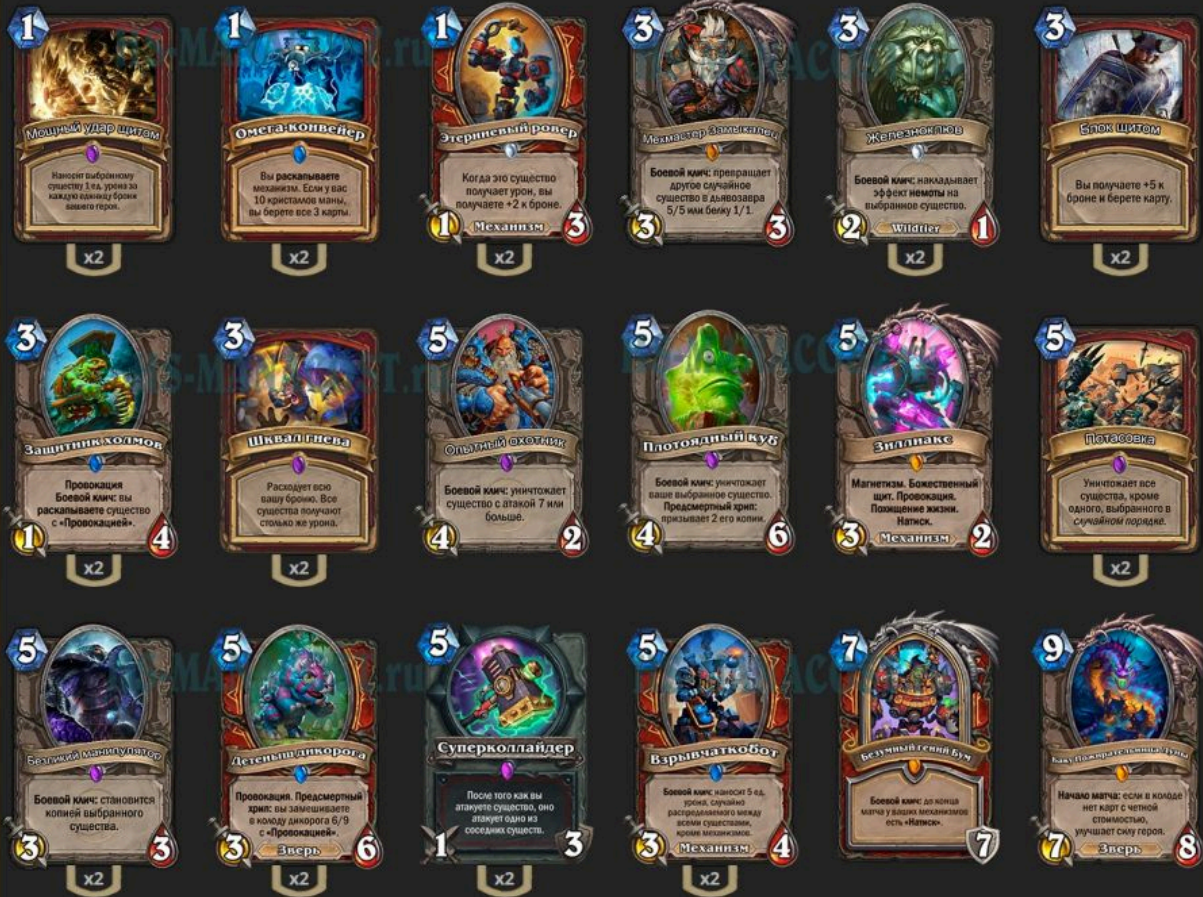 1
Мощный удар щитом
Наносит выбранному
существу 1 ед. урона за
каждую единицу брони
вашего героя.
x2
1
Омега-конвейер
Вы раскапываете
механизм. Если у вас
10 кристаллов маны,
вы берете все 3 карты.
x2
1
Этерниевый ровер
Когда это существо
получает урон, вы
получаете +2 к броне.
1 Механизм 3
x2
3
Мехмастер Замыкалец
Боевой клич: превращает
другое случайное
существо в дьявозавра
5/5 или белку 1/1.
3 3
3
Железноклюв
Боевой клич: накладывает
эффект немоты на
выбранное существо.
2 Wildtier 1
x2
3
Блок щитом
Вы получаете +5 к
броне и берете карту.
x2
3
Защитник холмов
Провокация
Боевой клич: вы
раскапываете существо
с «Провокацией».
1 4
x2
3
Шквал гнева
Расходует всю
вашу броню. Все
существа получают
столько же урона.
x2
5
Опытный охотник
Боевой клич: уничтожает
существо с атакой 7 или
больше.
4 2
5
Плотоядный куб
Боевой клич: уничтожает
ваше выбранное существо.
Предсмертный хрип:
призывает 2 его копии.
4 6
5
Зиллиакс
Магнетизм. Божественный
щит. Провокация.
Похищение жизни.
Натиск.
3 Механизм 2
5
Потасовка
Уничтожает все
существа, кроме
одного, выбранного в
случайном порядке.
x2
5
Безликий манипулятор
Боевой клич: становится
копией выбранного
существа.
3 3
x2
5
Детеныш дикорога
Провокация. Предсмертный
хрип: вы замешиваете
в колоду дикорога 6/9
с «Провокацией».
3 Зверь 6
x2
5
Суперколлайдер
После того как вы
атакуете существо, оно
атакует одно из
соседних существ.
1 3
x2
5
Взрывчаткобот
Боевой клич: наносит 5 ед.
урона, случайно
распределяемого между
всеми существами,
кроме механизмов.
3 Механизм 4
x2
7
Безумный гений Бум
Боевой клич: до конца
матча у ваших механизмов
есть «Натиск».
7
9
Баку Пожирательница Луны
Начало матча: если в колоде
нет карт с четной
стоимостью,
улучшает силу героя.
7 Зверь 8